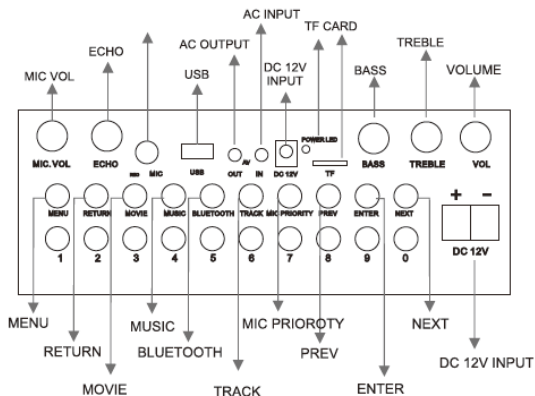 AC INPUT
TF CARD
ECHO
AC OUTPUT
TREBLE
MIC VOL
USB
DC 12V
INPUT
BASS
VOLUME
POWER LED
MIC. VOL
ECHO
MIC
USB
OUT
AV
IN
DC 12V
TF
BASS
TREBLE
VOL
MENU
RETURN
MOVIE
MUSIC
BLUETOOTH
TRACK
MIC PRIORITY
PREV
ENTER
NEXT
+ −
1 2 3 4 5 6 7 8 9 0
DC 12V
MENU
MUSIC
MIC PRIOROTY
NEXT
RETURN
BLUETOOTH
PREV
DC 12V INPUT
MOVIE
TRACK
ENTER